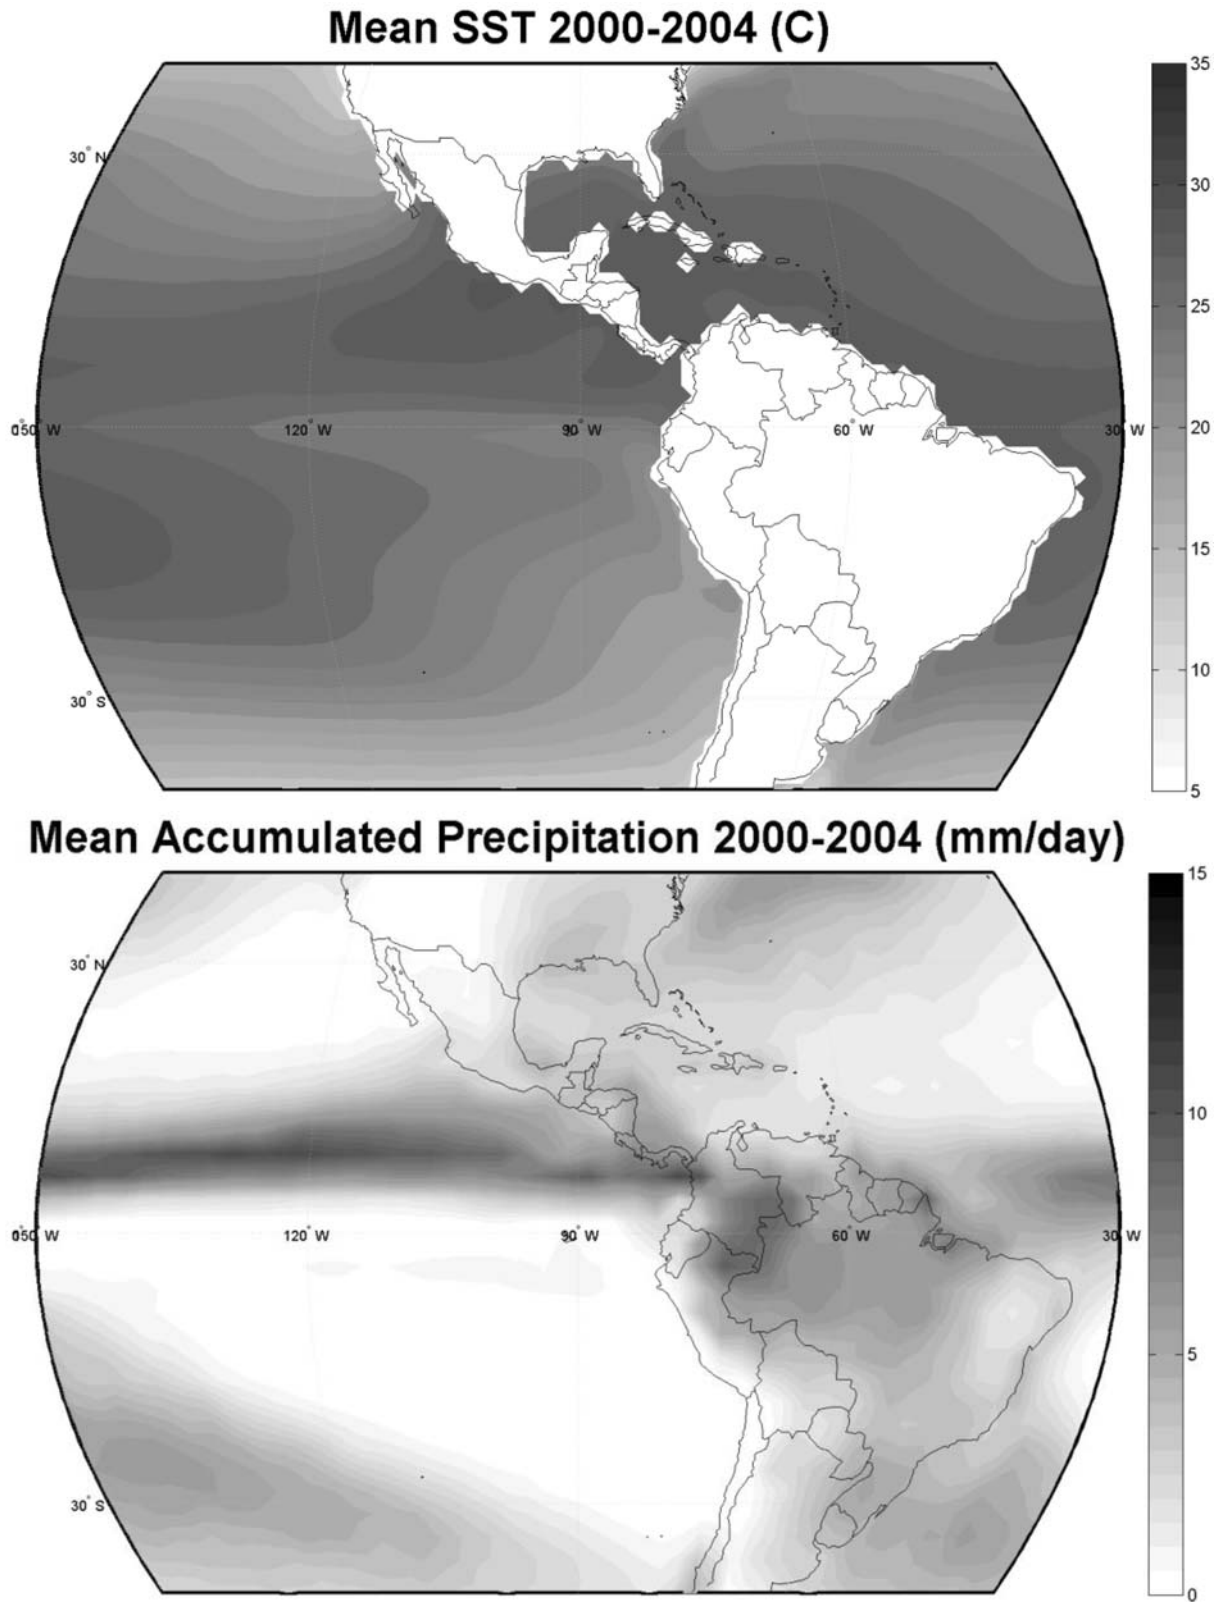 Mean SST 2000-2004 (C)
35
30° N
30
25
150° W
120° W
90° W
60° W
30° W
20
15
30° S
10
5
Mean Accumulated Precipitation 2000-2004 (mm/day)
15
30° N
10
150° W
120° W
90° W
60° W
30° W
5
30° S
0